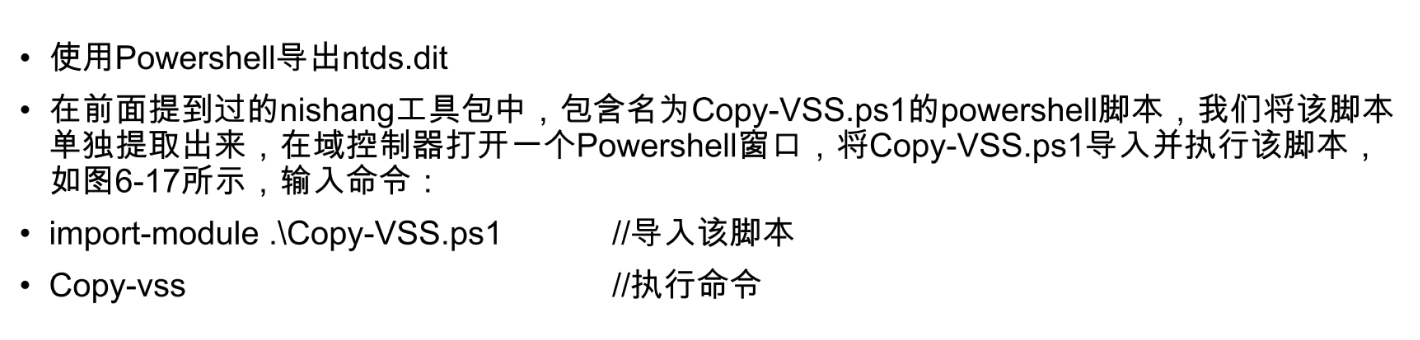 • 使用Powershell导出ntds.dit
• 在前面提到过的nishang工具包中，包含名为Copy-VSS.ps1的powershell脚本，我们将该脚本
单独提取出来，在域控制器打开一个Powershell窗口，将Copy-VSS.ps1导入并执行该脚本，
如图6-17所示，输入命令：
• import-module .\Copy-VSS.ps1 //导入该脚本
• Copy-vss //执行命令